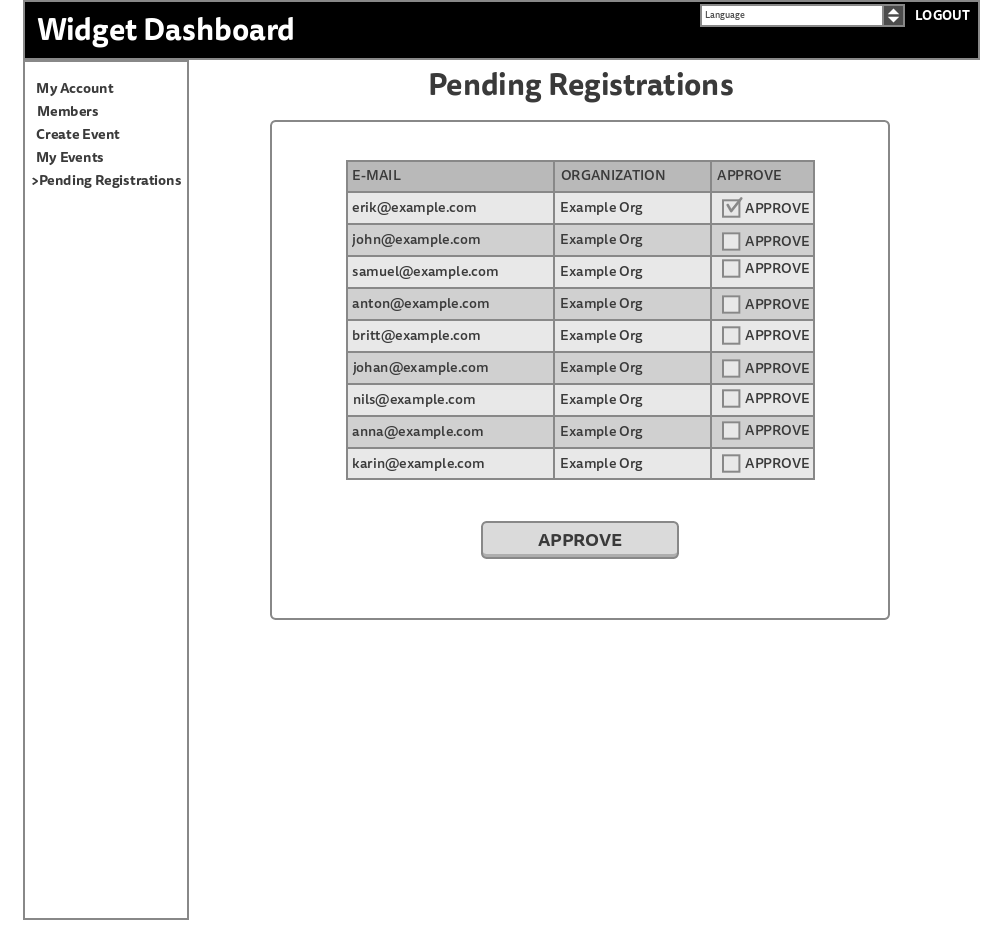 Widget Dashboard
Language
LOGOUT
My Account
Members
Create Event
My Events
>Pending Registrations
Pending Registrations
E-MAIL ORGANIZATION APPROVE
erik@example.com Example Org APPROVE
john@example.com Example Org APPROVE
samuel@example.com Example Org APPROVE
anton@example.com Example Org APPROVE
britt@example.com Example Org APPROVE
johan@example.com Example Org APPROVE
nils@example.com Example Org APPROVE
anna@example.com Example Org APPROVE
karin@example.com Example Org APPROVE
APPROVE